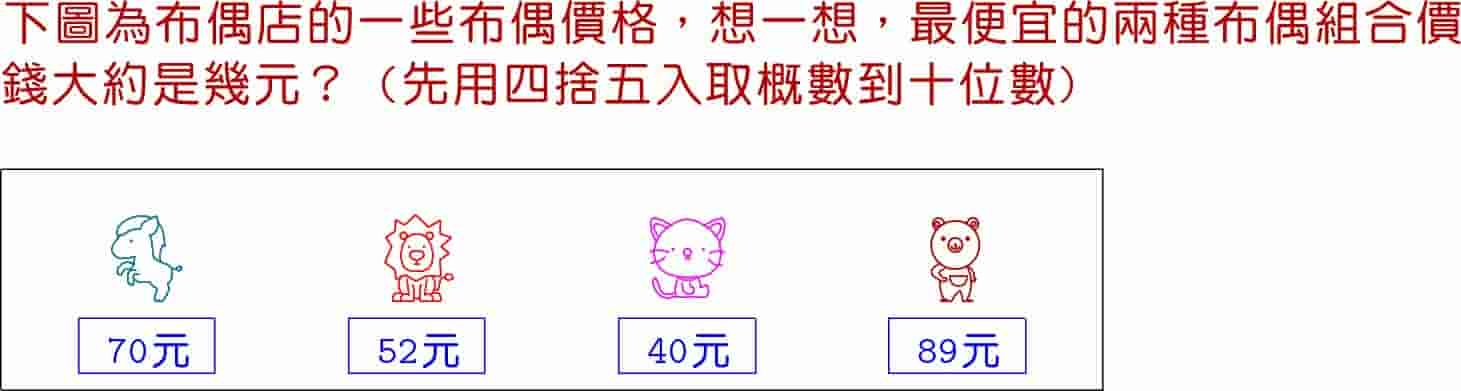 下圖為布偶店的一些布偶價格，想一想，最便宜的兩種布偶組合價
錢大約是幾元？（先用四捨五入取概數到十位數）
70元 52元 40元 89元